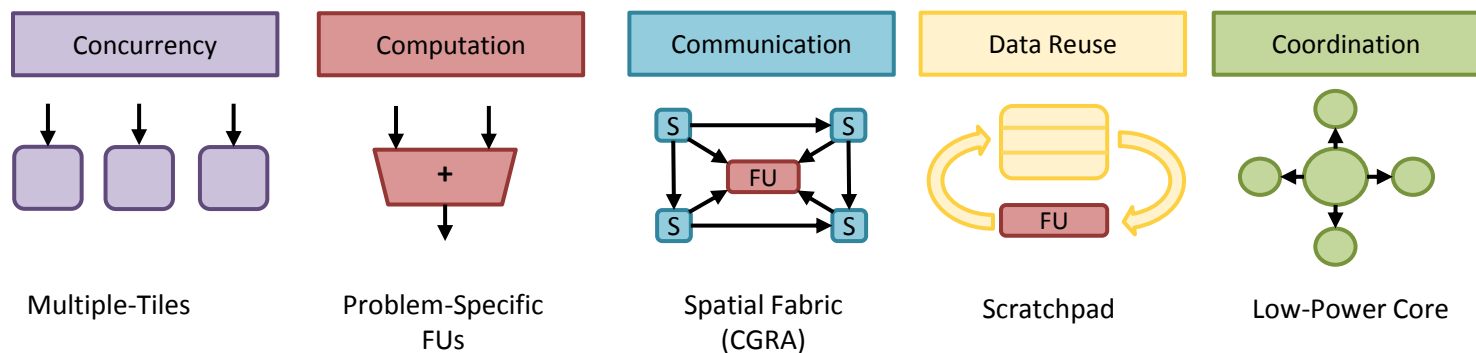 Concurrency
Computation
Communication
Data Reuse
Coordination
+
S
S
FU
S
S
FU
Multiple-Tiles
Problem-Specific
FUs
Spatial Fabric
(CGRA)
Scratchpad
Low-Power Core